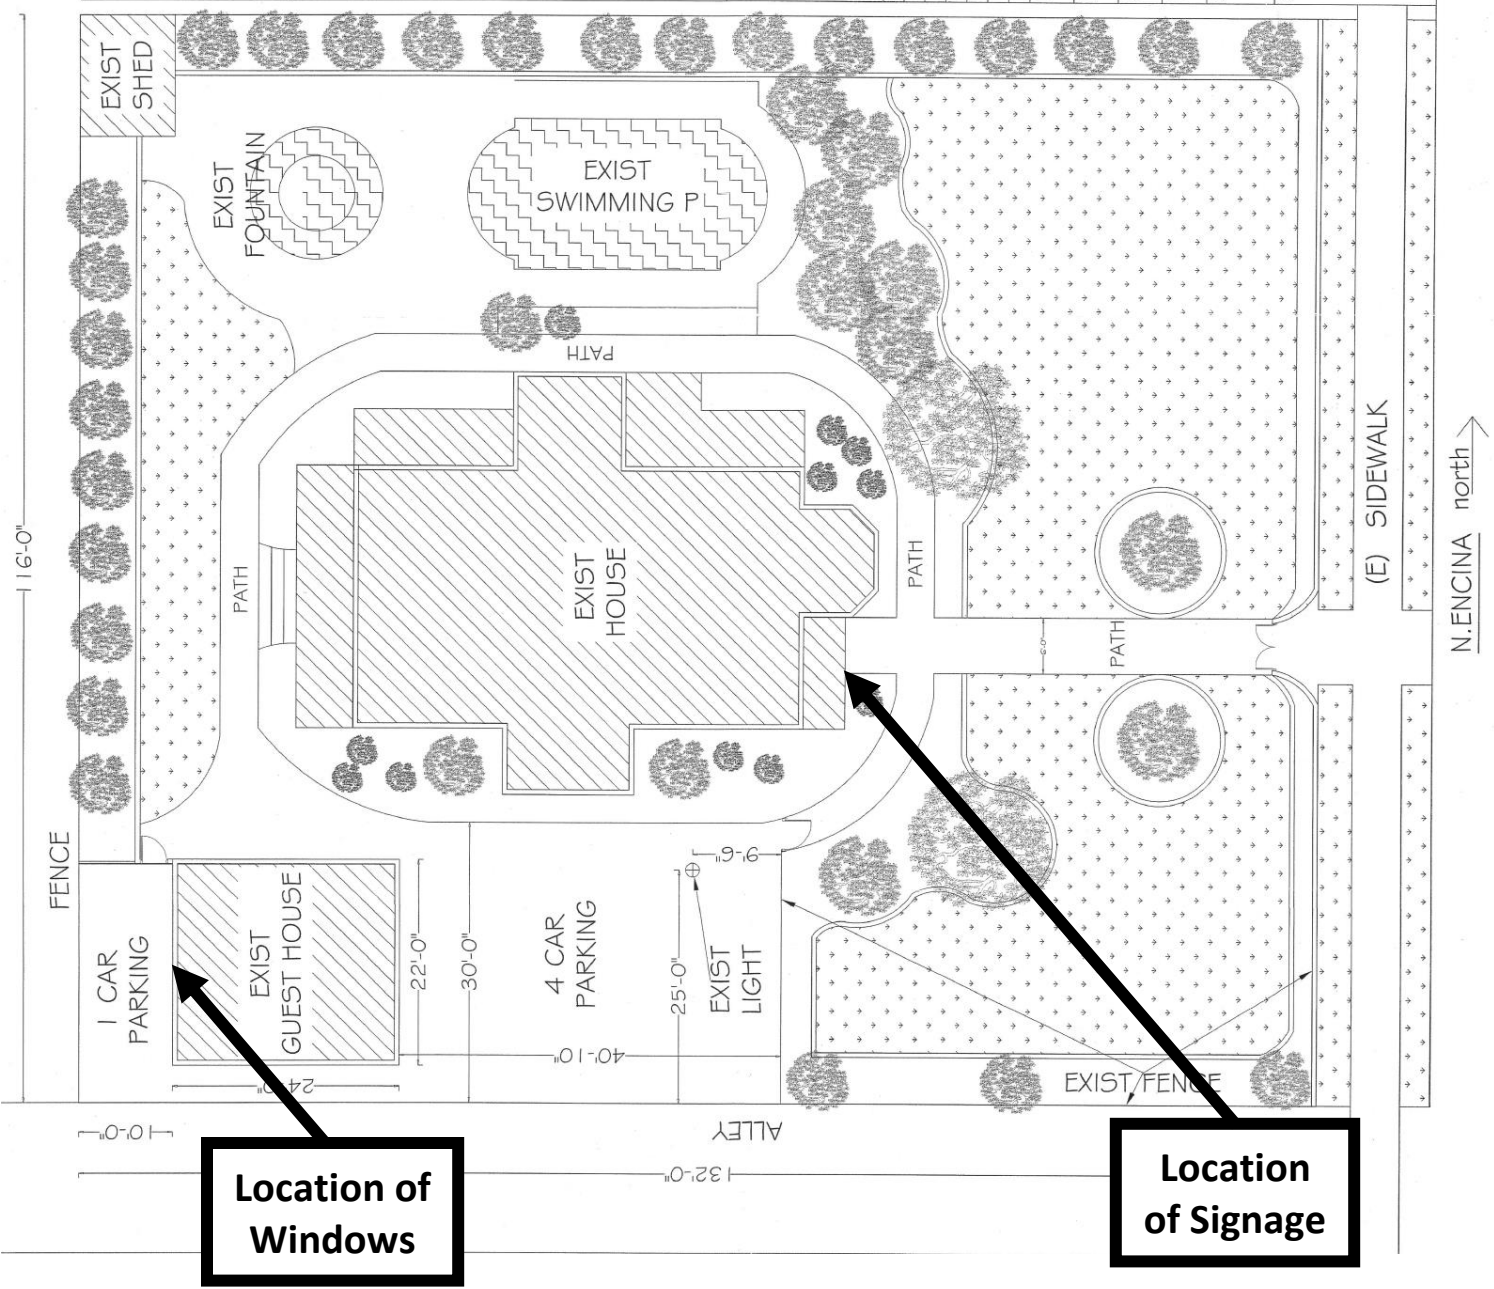 EXIST
SHED
EXIST
FOUNTAIN
EXIST
SWIMMING P
PATH
116'-0"
PATH
EXIST
HOUSE
PATH
PATH
(E) SIDEWALK
N.ENCINA north
FENCE
1 CAR
PARKING
EXIST
GUEST HOUSE
22'-0"
30'-0"
4 CAR
PARKING
25'-0"
9'-6"
EXIST
LIGHT
24'-0"
40'-10"
EXIST FENCE
10'-0"
ALLEY
132'-0"
Location of
Windows
Location
of Signage